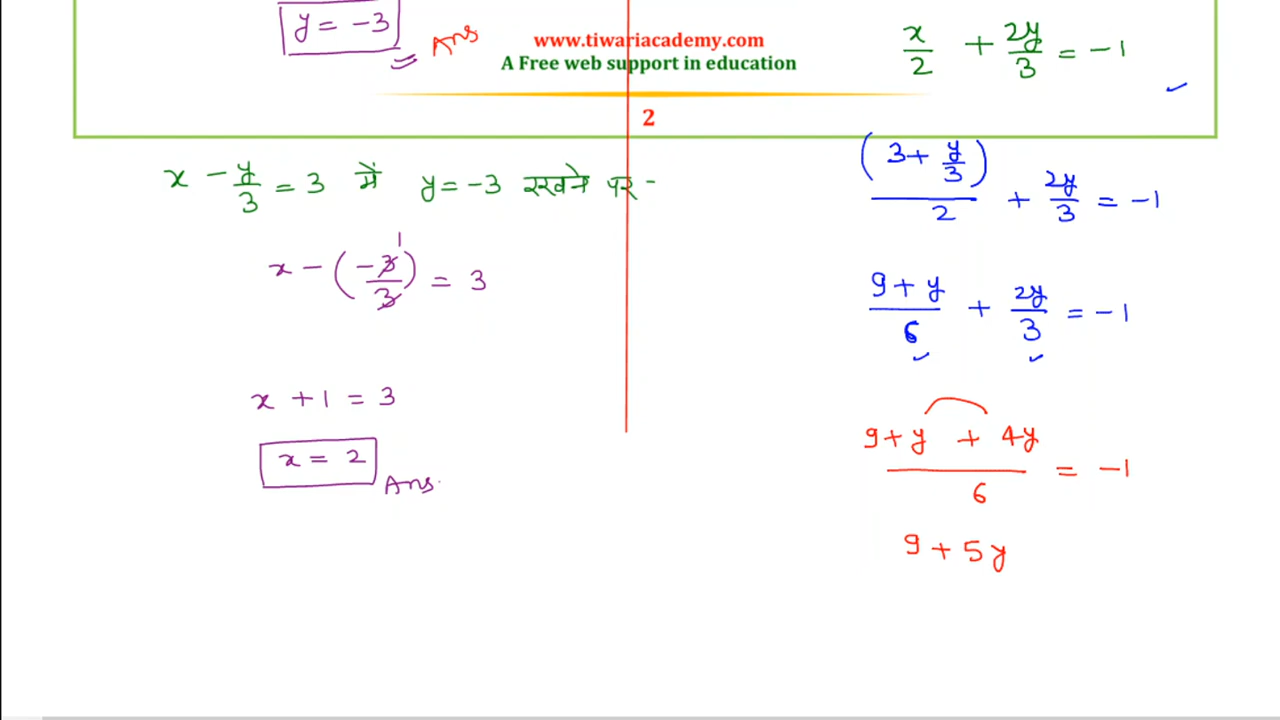 y = -3
Ans
www.tiwariacademy.com
A Free web support in education
2
x - y/3 = 3 में y = -3 रखने पर -
x - (-3/3) = 3
1
x + 1 = 3
x = 2
Ans.
x/2 + 2y/3 = -1
(3 + y/3)/2 + 2y/3 = -1
9 + y/6 + 2y/3 = -1
9 + y + 4y/6 = -1
9 + 5y